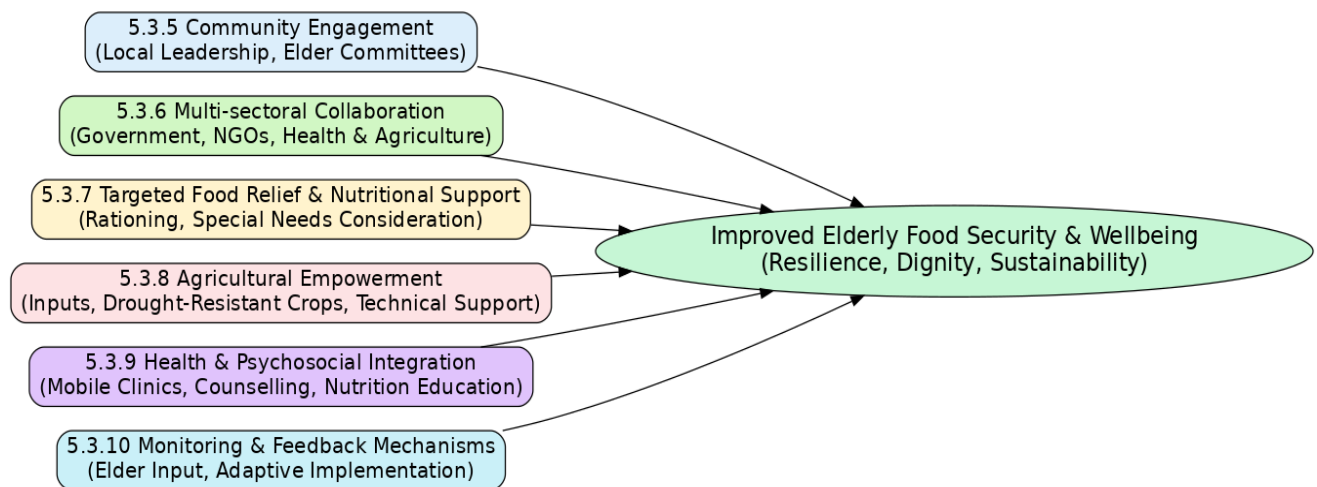 5.3.5 Community Engagement
(Local Leadership, Elder Committees)
5.3.6 Multi-sectoral Collaboration
(Government, NGOs, Health & Agriculture)
5.3.7 Targeted Food Relief & Nutritional Support
(Rationing, Special Needs Consideration)
5.3.8 Agricultural Empowerment
(Inputs, Drought-Resistant Crops, Technical Support)
5.3.9 Health & Psychosocial Integration
(Mobile Clinics, Counselling, Nutrition Education)
5.3.10 Monitoring & Feedback Mechanisms
(Elder Input, Adaptive Implementation)
Improved Elderly Food Security & Wellbeing
(Resilience, Dignity, Sustainability)